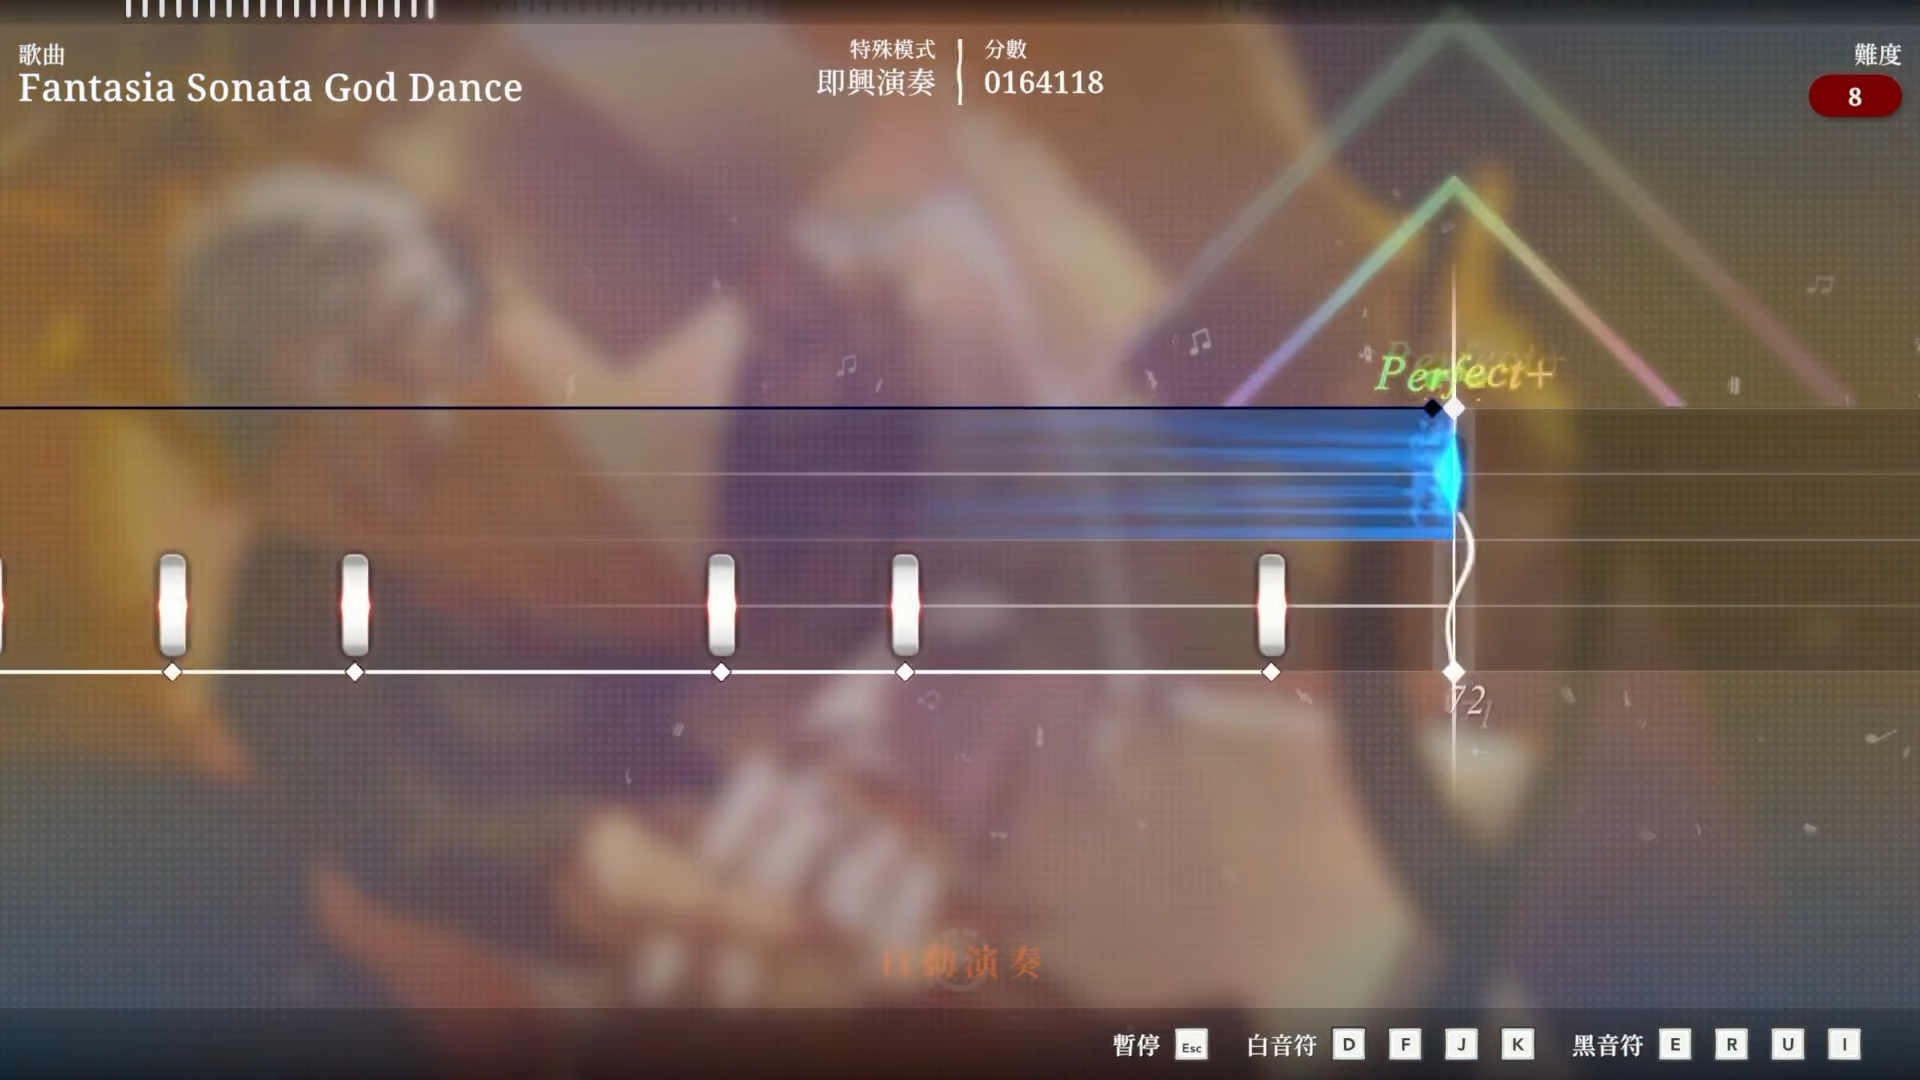 歌曲
Fantasia Sonata God Dance
特殊模式
即興演奏
分數
0164118
難度
8
Perfect+
72
自動演奏
暫停 Esc 白音符 D F J K 黑音符 E R U I